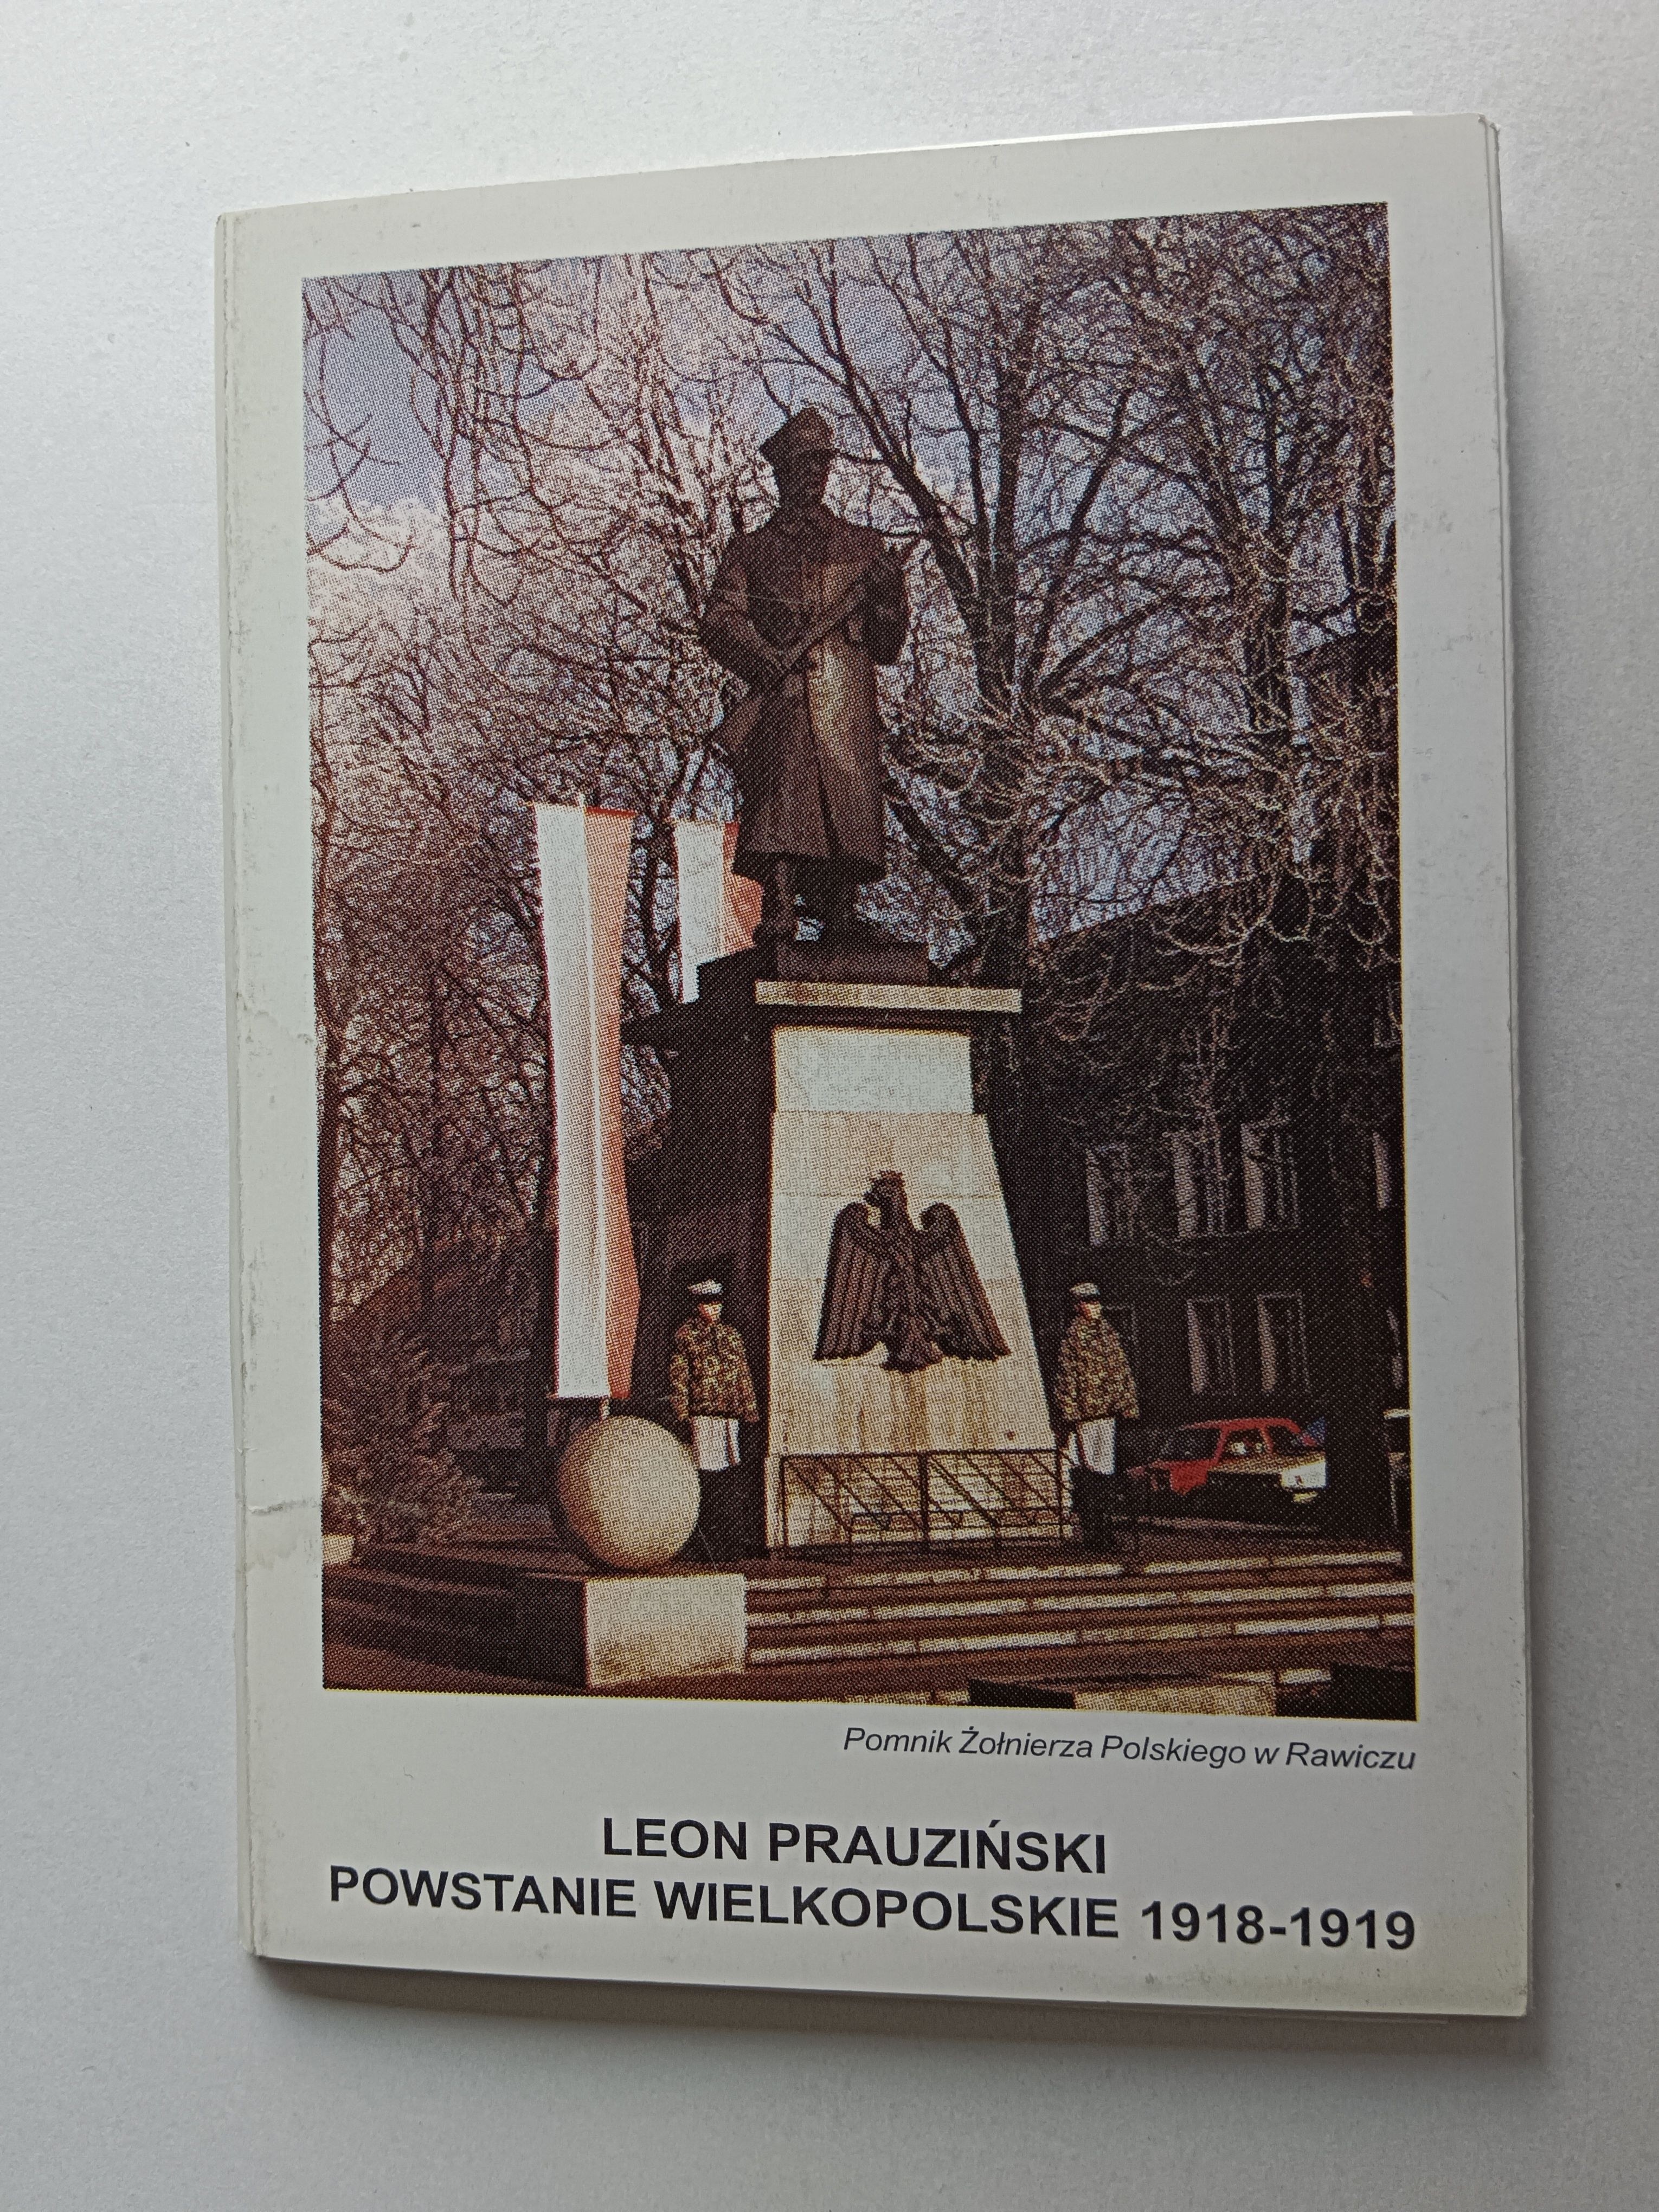 Pomnik Żołnierza Polskiego w Rawiczu
LEON PRAUZIŃSKI
POWSTANIE WIELKOPOLSKIE 1918-1919